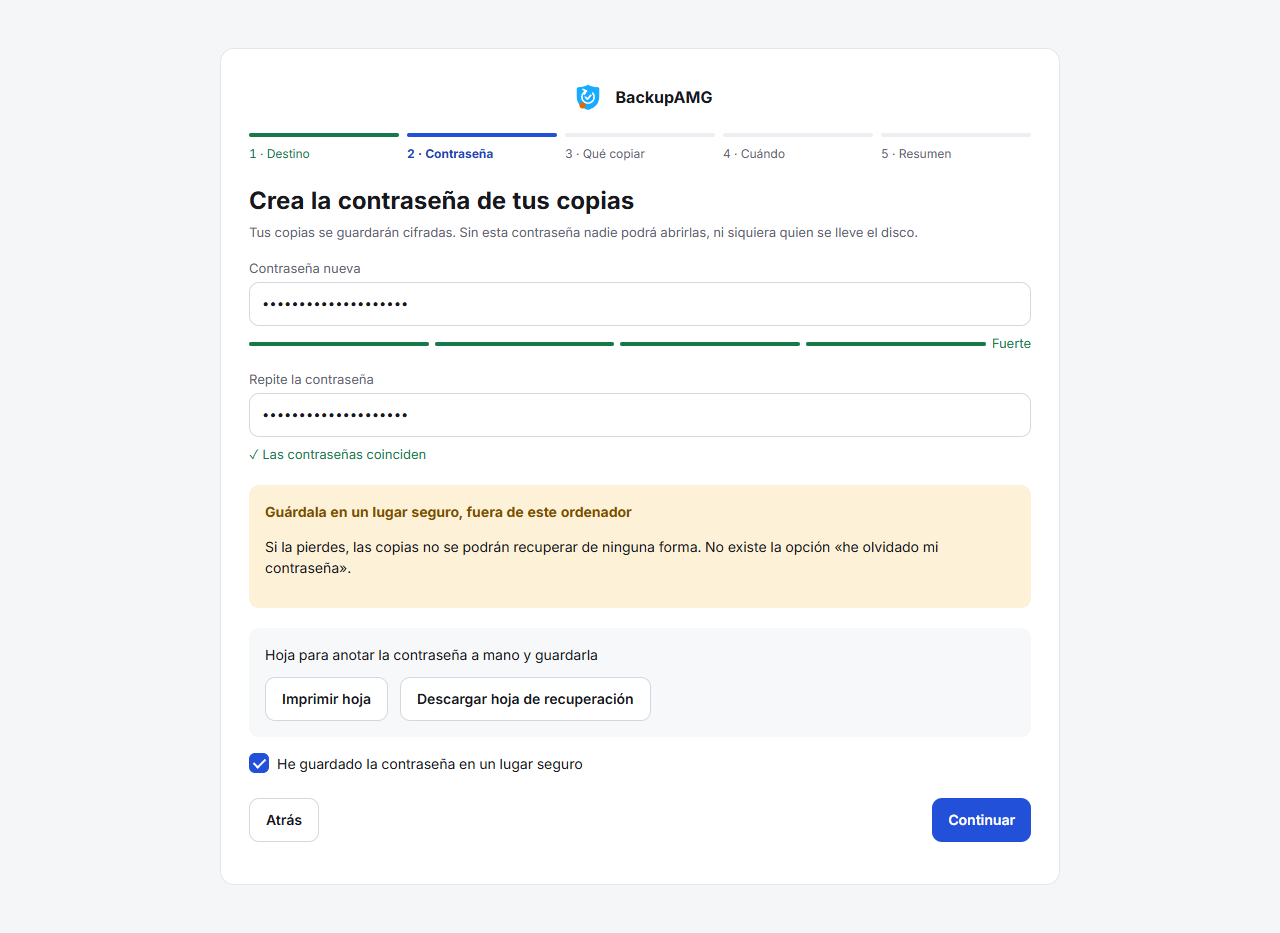 BackupAMG
1 · Destino
2 · Contraseña
3 · Qué copiar
4 · Cuándo
5 · Resumen
Crea la contraseña de tus copias
Tus copias se guardarán cifradas. Sin esta contraseña nadie podrá abrirlas, ni siquiera quien se lleve el disco.
Contraseña nueva
••••••••••••••••••••
Fuerte
Repite la contraseña
••••••••••••••••••••
✓ Las contraseñas coinciden
Guárdala en un lugar seguro, fuera de este ordenador
Si la pierdes, las copias no se podrán recuperar de ninguna forma. No existe la opción «he olvidado mi
contraseña».
Hoja para anotar la contraseña a mano y guardarla
Imprimir hoja
Descargar hoja de recuperación
He guardado la contraseña en un lugar seguro
Atrás
Continuar